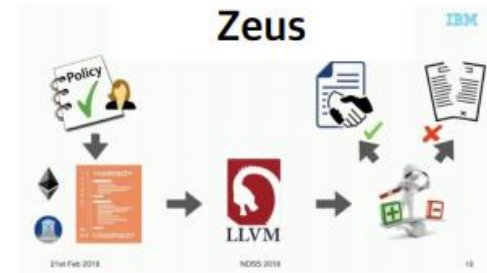 Zeus
IBM
Policy
LLVM
21st Feb 2018
NDSS 2018
18